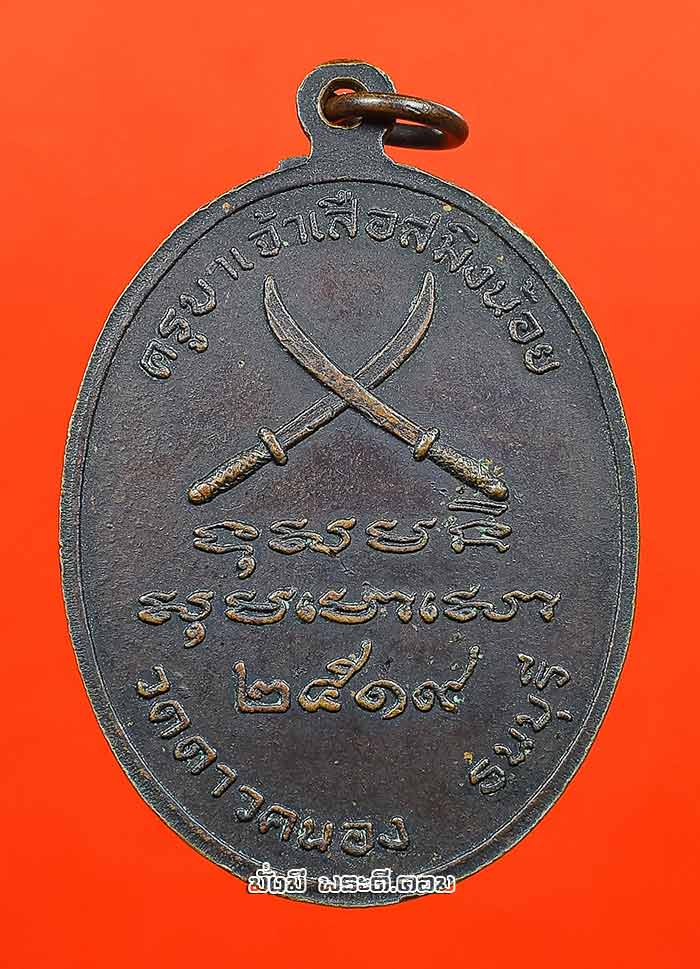 ครูบาเจ้าเสือสมิงน้อย
๒๕๑๙
วัดดาวคนอง ธนบุรี
มั่งมี พระดี.คอม